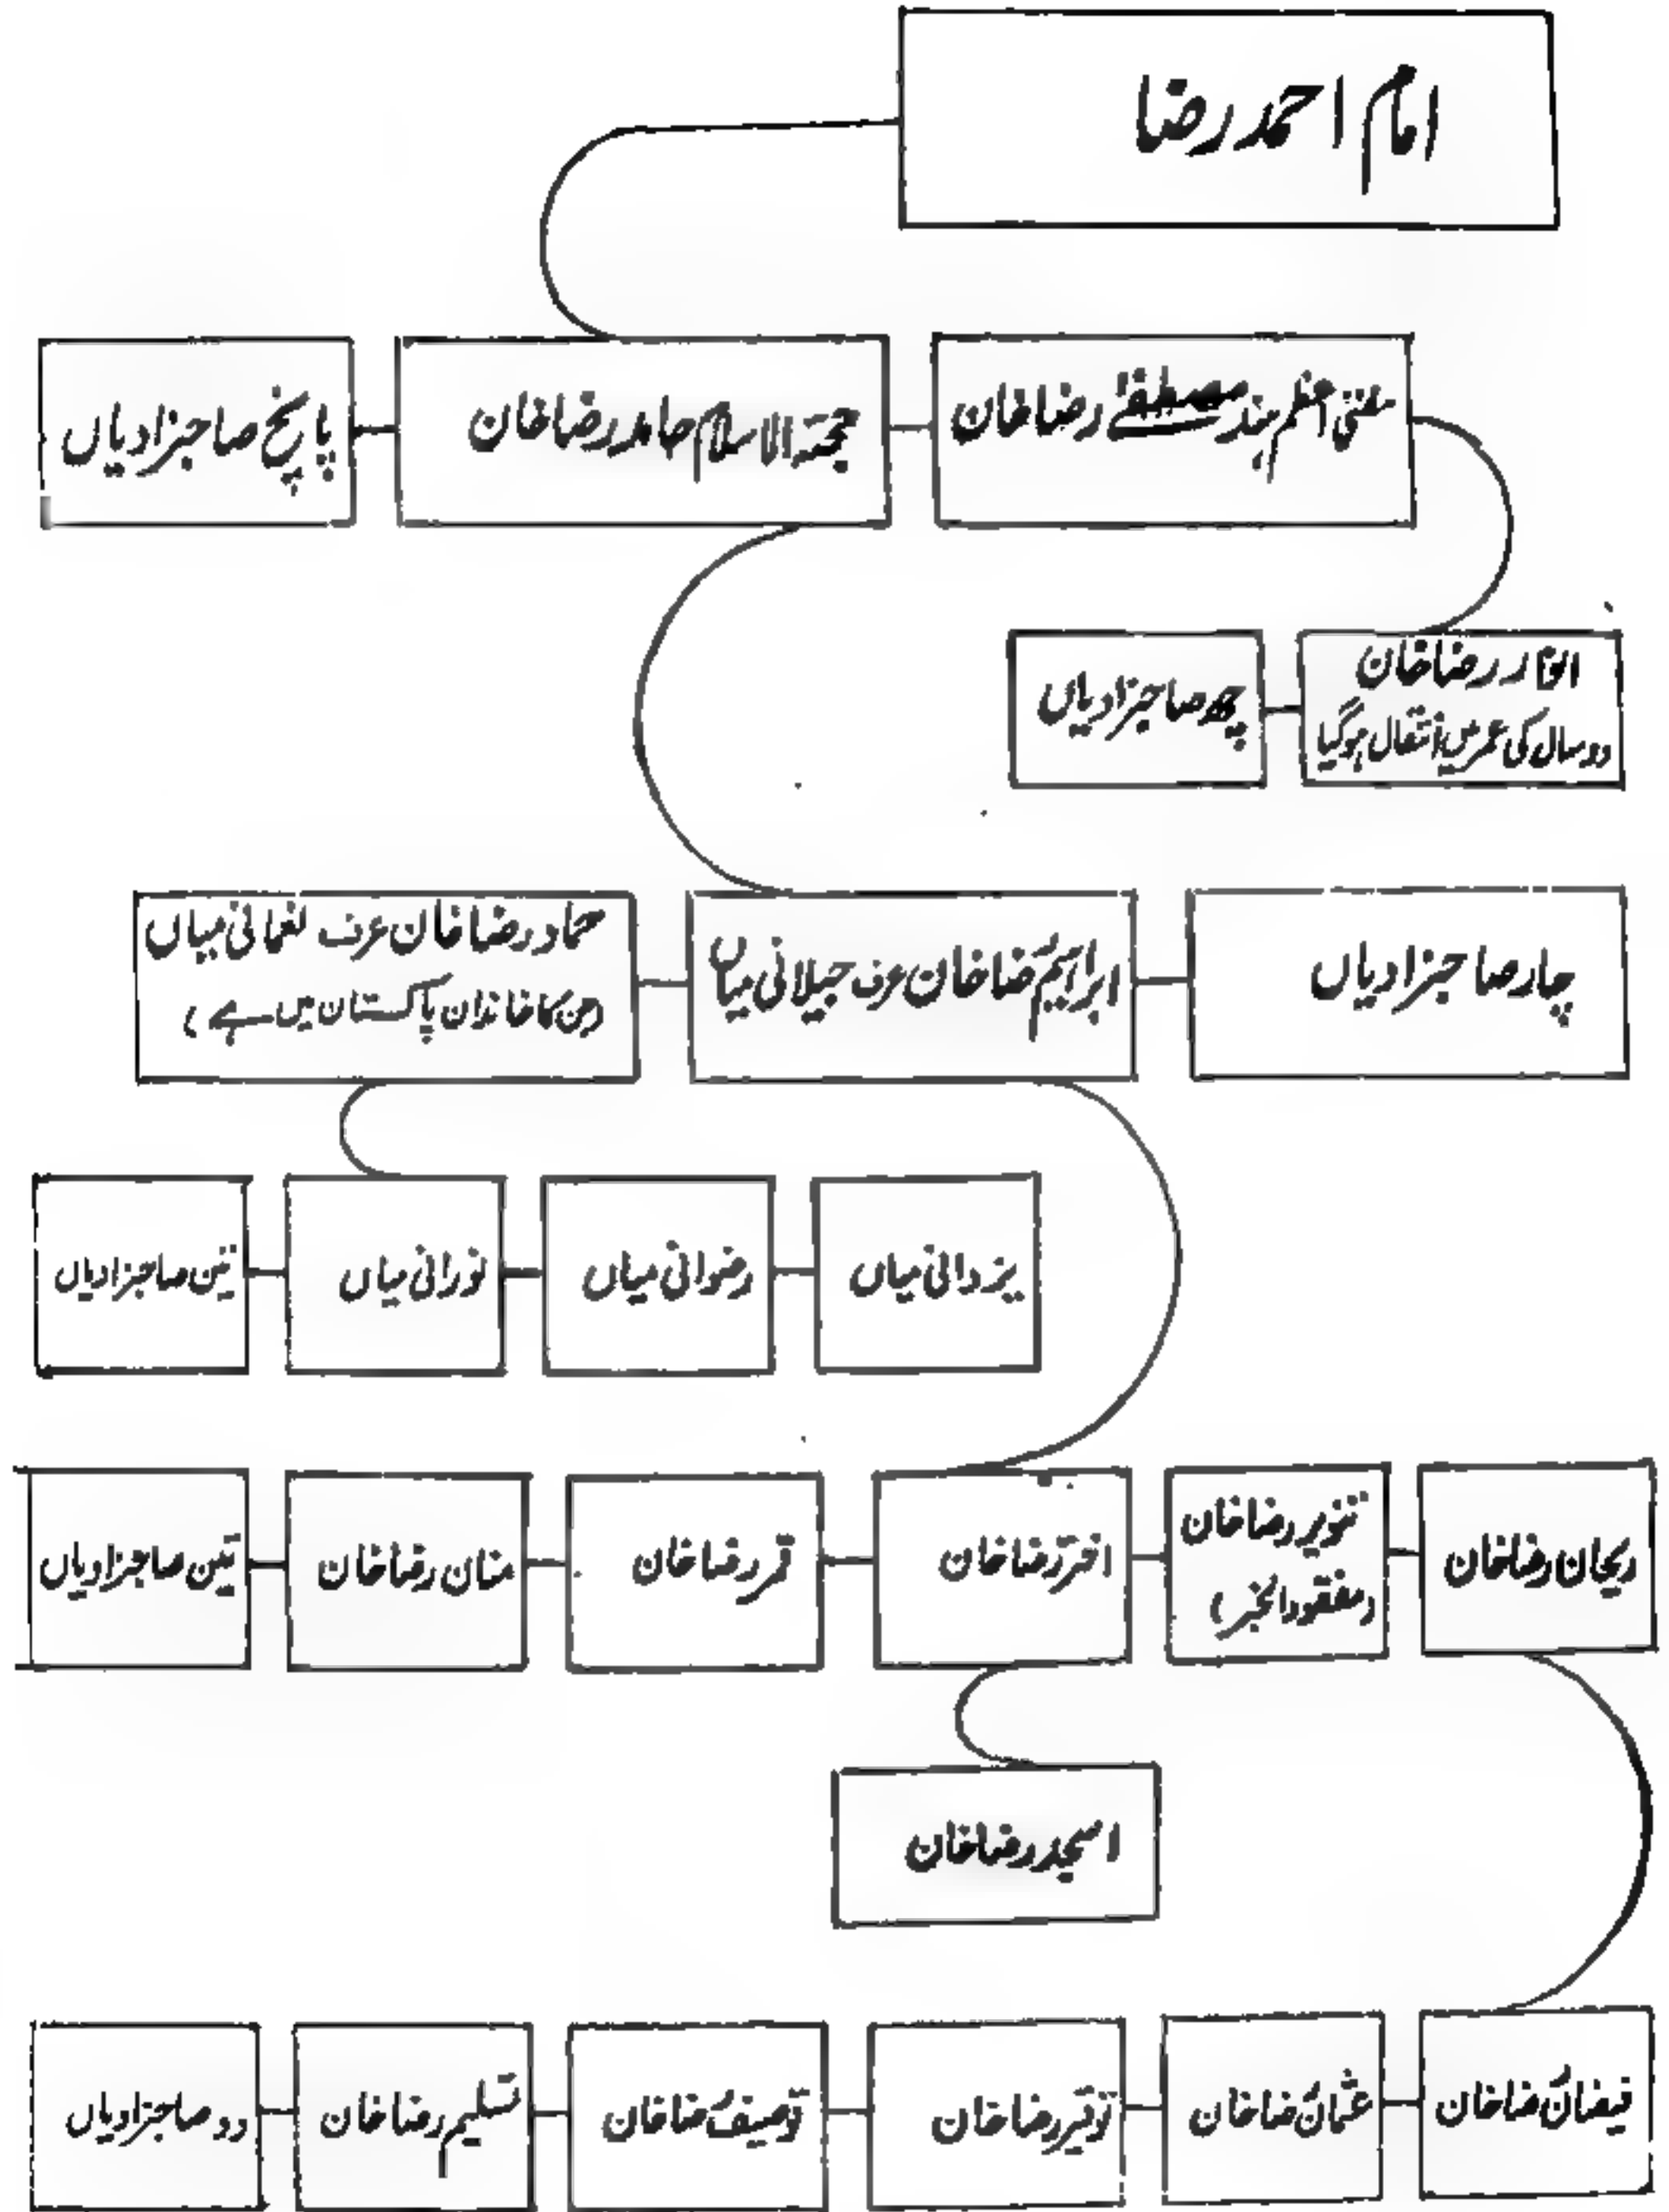 امام احمد رضا
مفتی اعظم ہند مصطفےٰ رضا خان
حجۃ الاسلام حامد رضا خان
پانچ صاحبزادیاں
انوار رضا خان
دو سال کی عمر میں انتقال ہوگیا
چھ صاحبزادیاں
چار صاحبزادیاں
ابراہیم رضا خان عرف جیلانی میاں
حماد رضا خان عرف نعمانی میاں
(جن کا خاندان پاکستان میں ہے)
یزدانی میاں
رضوانی میاں
نورانی میاں
تین صاحبزادیاں
ریحان رضا خان
تنویر رضا خان
(مفقود الخبر)
اختر رضا خان
قمر رضا خان
منان رضا خان
تین صاحبزادیاں
اسجد رضا خان
فیضان رضا خان
عثمان رضا خان
توقیر رضا خان
توصیف رضا خان
تسلیم رضا خان
دو صاحبزادیاں